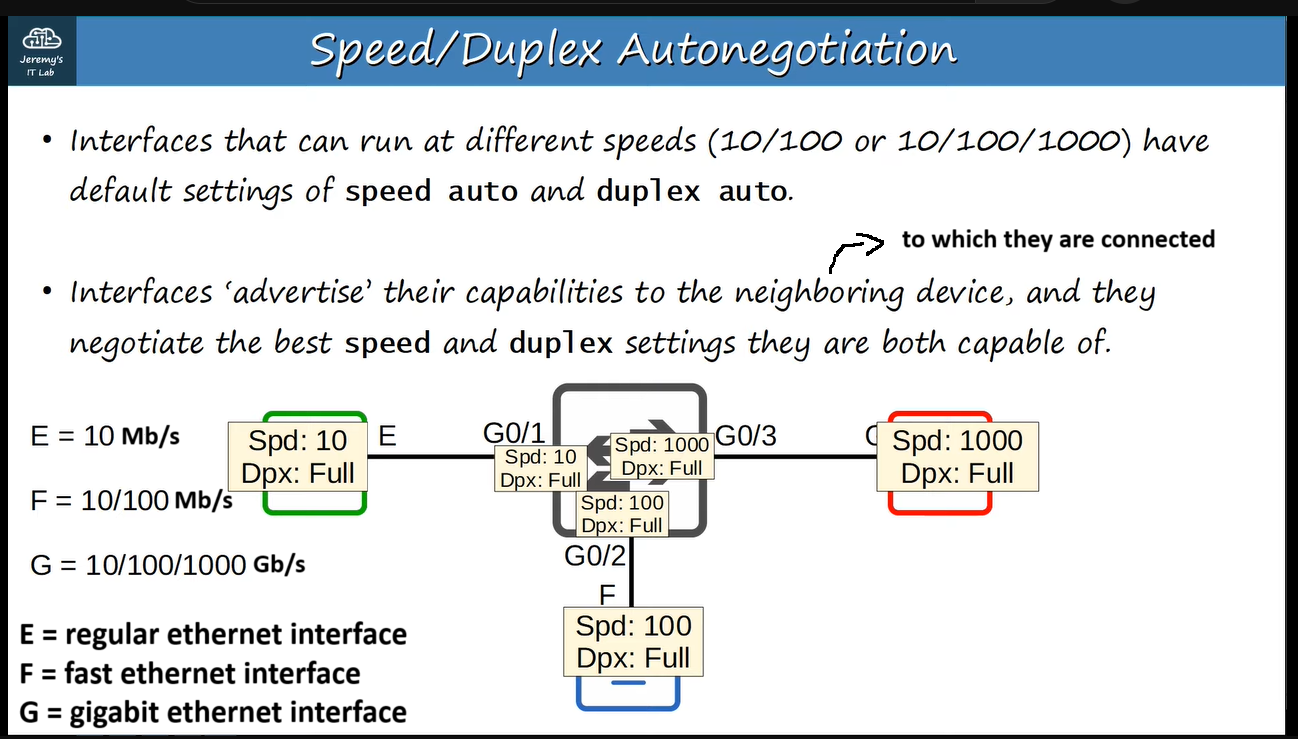 Jeremy's
IT Lab
Speed/Duplex Autonegotiation
• Interfaces that can run at different speeds (10/100 or 10/100/1000) have
default settings of speed auto and duplex auto.
to which they are connected
• Interfaces ‘advertise’ their capabilities to the neighboring device, and they
negotiate the best speed and duplex settings they are both capable of.
E = 10 Mb/s
F = 10/100 Mb/s
G = 10/100/1000 Gb/s
E = regular ethernet interface
F = fast ethernet interface
G = gigabit ethernet interface
Spd: 10
Dpx: Full
E
G0/1
Spd: 10
Dpx: Full
Spd: 1000
Dpx: Full
Spd: 100
Dpx: Full
G0/3
Spd: 1000
Dpx: Full
G0/2
F
Spd: 100
Dpx: Full